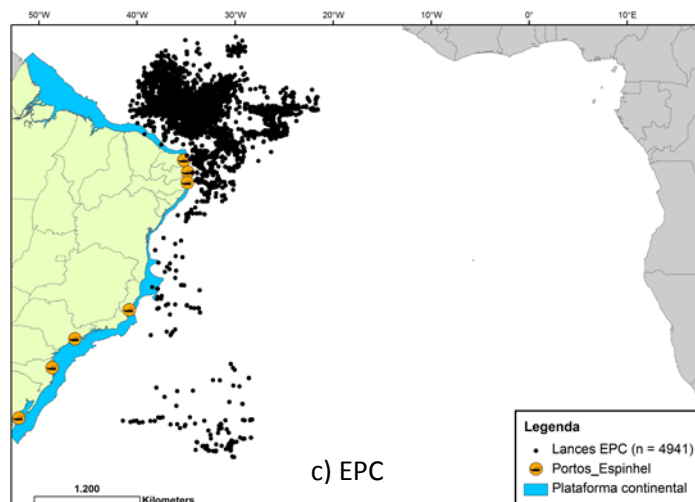 50°W 40°W 30°W 20°W 10°W 0° 10°E
c) EPC
1.200
Kilometers
Legenda
Lances EPC (n = 4941)
Portos_Espinhel
Plataforma continental